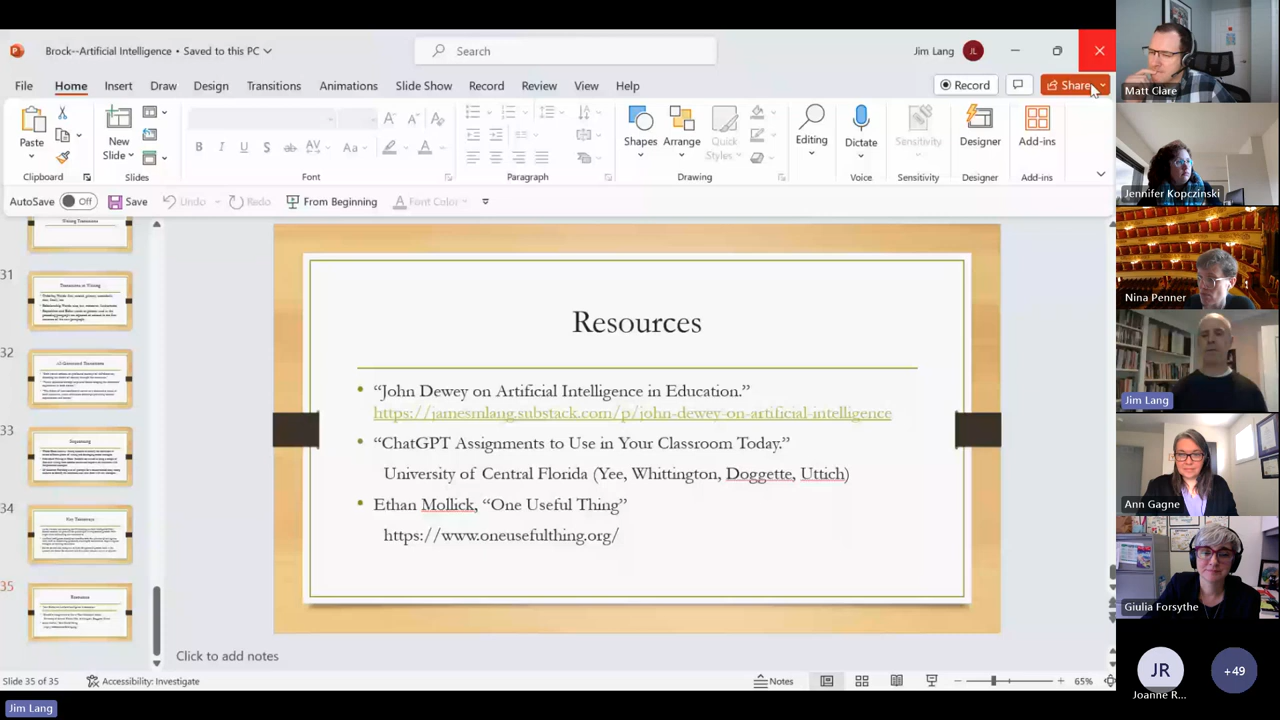 Brock--Artificial Intelligence • Saved to this PC
Search
Jim Lang
JL
File Home Insert Draw Design Transitions Animations Slide Show Record Review View Help
Record
Share
Paste
New
Slide
Shapes
Arrange
Quick
Styles
Editing
Dictate
Sensitivity
Designer
Add-ins
Clipboard
Slides
Font
Paragraph
Drawing
Voice
Sensitivity
Designer
Add-ins
AutoSave Off Save Undo Redo From Beginning Font Color
31
32
33
34
35
Resources
• “John Dewey on Artificial Intelligence in Education.”
https://jamesmlang.substack.com/p/john-dewey-on-artificial-intelligence
• “ChatGPT Assignments to Use in Your Classroom Today.”
University of Central Florida (Yee, Whittington, Doggette, Uttich)
• Ethan Mollick, “One Useful Thing”
https://www.oneusefulthing.org/
Click to add notes
Slide 35 of 35
Accessibility: Investigate
Notes
65%
Jim Lang
Matt Clare
Jennifer Kopczinski
Nina Penner
Jim Lang
Ann Gagne
Giulia Forsythe
JR
Joanne R...
+49